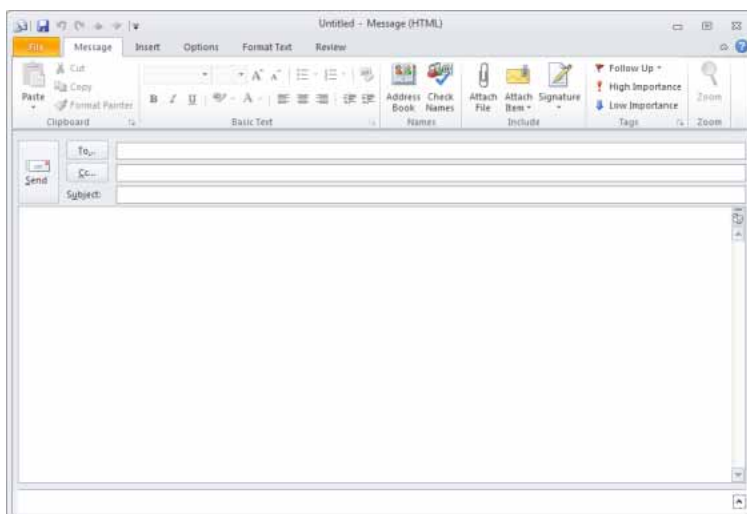 Untitled - Message (HTML)
File Message Insert Options Format Text Review
Cut
Copy
Format Painter
Paste
Clipboard
B I U A A A
Basic Text
Address Book
Check Names
Names
Attach File
Attach Item
Signature
Include
Follow Up
High Importance
Low Importance
Tags
Zoom
Zoom
Send
To...
Cc...
Subject: